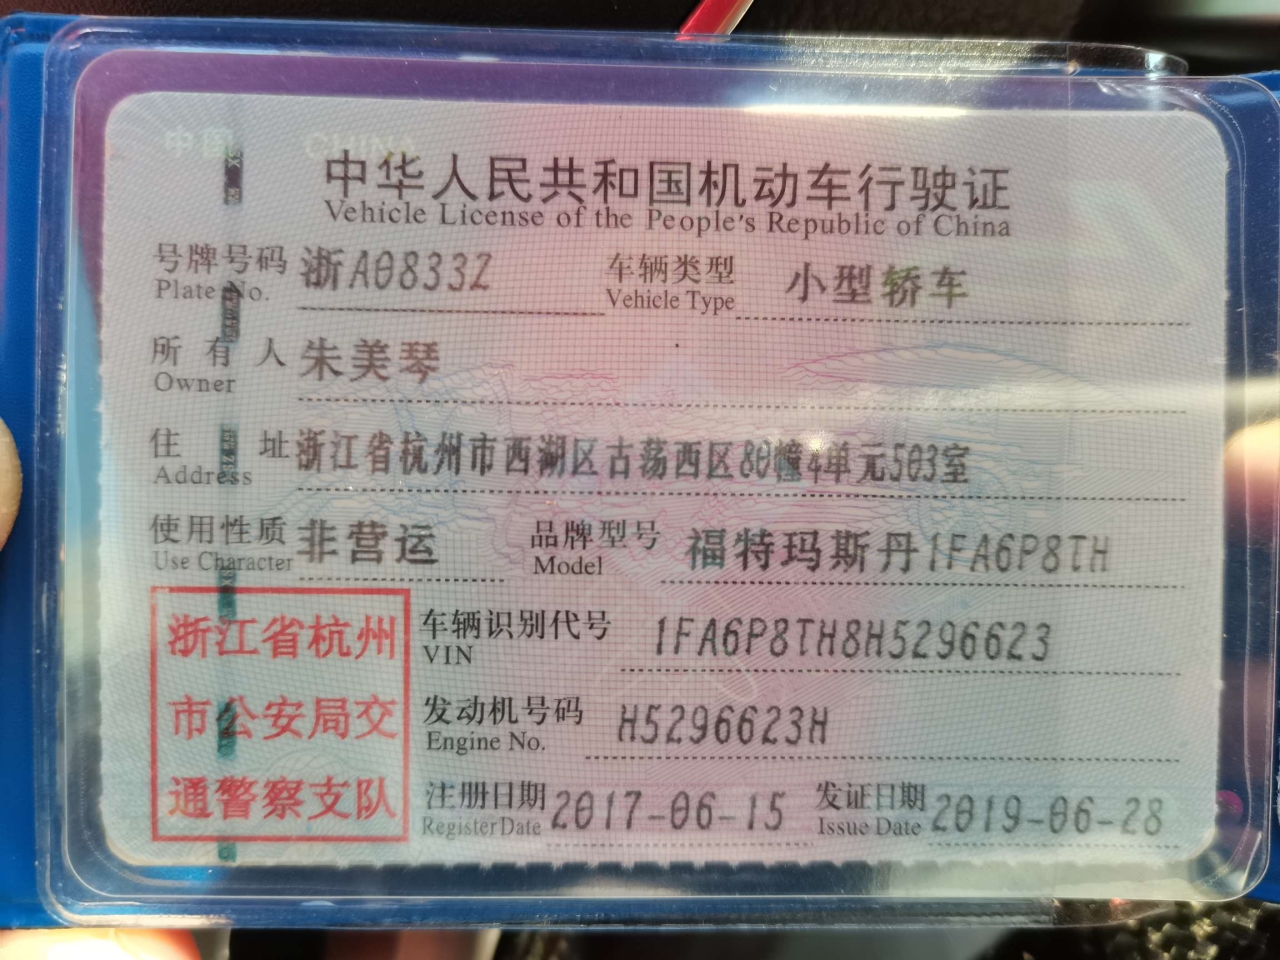 中国 CHINA
中华人民共和国机动车行驶证
Vehicle License of the People's Republic of China
号牌号码 浙A0833Z 车辆类型 小型轿车
Plate No. Vehicle Type
所有人 朱美琴
Owner
住址 浙江省杭州市西湖区古荡西区80幢4单元503室
Address
使用性质 非营运 品牌型号 福特玛斯丹1FA6P8TH
Use Character Model
车辆识别代号 1FA6P8TH8H5296623
VIN
发动机号码 H5296623H
Engine No.
注册日期 2017-06-15 发证日期 2019-06-28
Register Date Issue Date
浙江省杭州
市公安局交
通警察支队